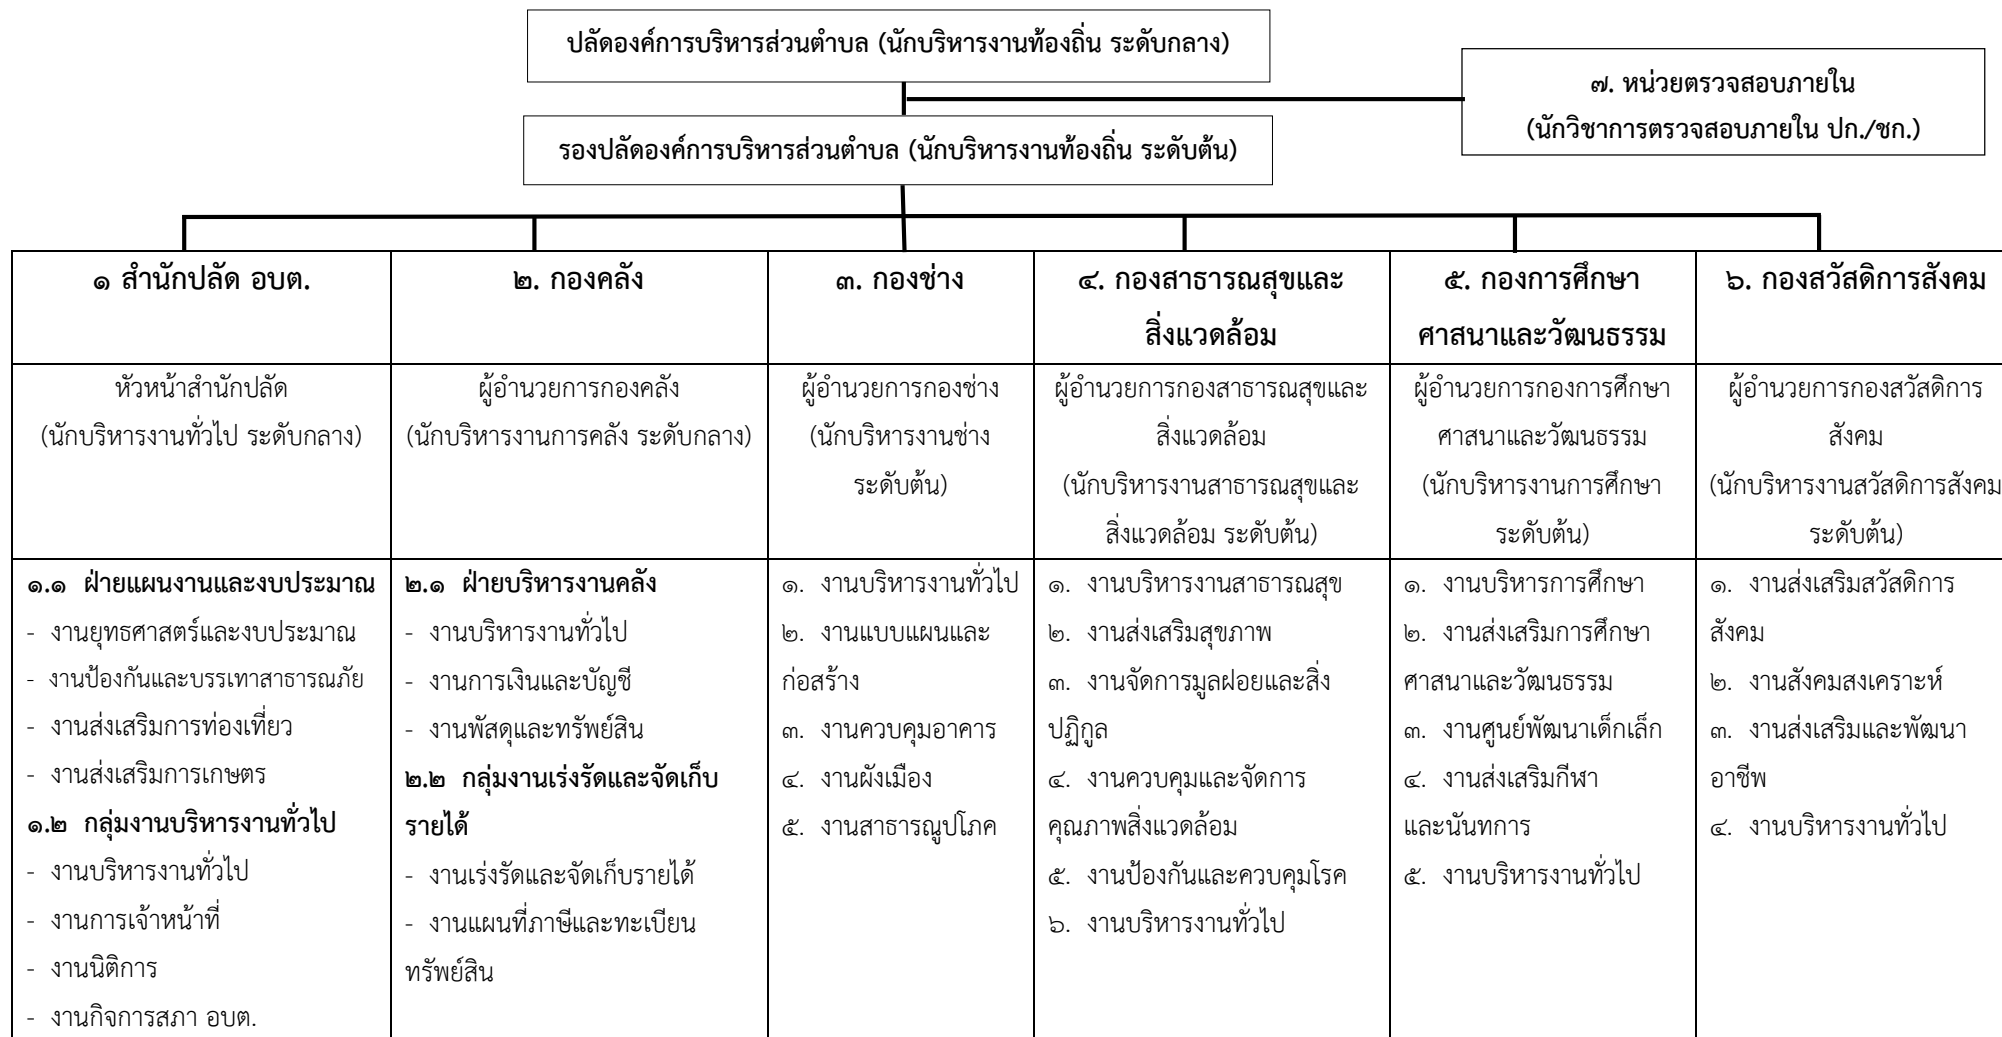 ปลัดองค์การบริหารส่วนตำบล (นักบริหารงานท้องถิ่น ระดับกลาง)
๗. หน่วยตรวจสอบภายใน
(นักวิชาการตรวจสอบภายใน ปก./ชก.)
รองปลัดองค์การบริหารส่วนตำบล (นักบริหารงานท้องถิ่น ระดับต้น)
๑ สำนักปลัด อบต.
หัวหน้าสำนักปลัด
(นักบริหารงานทั่วไป ระดับกลาง)
๑.๑ ฝ่ายแผนงานและงบประมาณ
- งานยุทธศาสตร์และงบประมาณ
- งานป้องกันและบรรเทาสาธารณภัย
- งานส่งเสริมการท่องเที่ยว
- งานส่งเสริมการเกษตร
๑.๒ กลุ่มงานบริหารงานทั่วไป
- งานบริหารงานทั่วไป
- งานการเจ้าหน้าที่
- งานนิติการ
- งานกิจการสภา อบต.
๒. กองคลัง
ผู้อำนวยการกองคลัง
(นักบริหารงานการคลัง ระดับกลาง)
๒.๑ ฝ่ายบริหารงานคลัง
- งานบริหารงานทั่วไป
- งานการเงินและบัญชี
- งานพัสดุและทรัพย์สิน
๒.๒ กลุ่มงานเร่งรัดและจัดเก็บ
รายได้
- งานเร่งรัดและจัดเก็บรายได้
- งานแผนที่ภาษีและทะเบียน
ทรัพย์สิน
๓. กองช่าง
ผู้อำนวยการกองช่าง
(นักบริหารงานช่าง
ระดับต้น)
๑. งานบริหารงานทั่วไป
๒. งานแบบแผนและ
ก่อสร้าง
๓. งานควบคุมอาคาร
๔. งานผังเมือง
๕. งานสาธารณูปโภค
๔. กองสาธารณสุขและ
สิ่งแวดล้อม
ผู้อำนวยการกองสาธารณสุขและ
สิ่งแวดล้อม
(นักบริหารงานสาธารณสุขและ
สิ่งแวดล้อม ระดับต้น)
๑. งานบริหารงานสาธารณสุข
๒. งานส่งเสริมสุขภาพ
๓. งานจัดการมูลฝอยและสิ่ง
ปฏิกูล
๔. งานควบคุมและจัดการ
คุณภาพสิ่งแวดล้อม
๕. งานป้องกันและควบคุมโรค
๖. งานบริหารงานทั่วไป
๕. กองการศึกษา
ศาสนาและวัฒนธรรม
ผู้อำนวยการกองการศึกษา
ศาสนาและวัฒนธรรม
(นักบริหารงานการศึกษา
ระดับต้น)
๑. งานบริหารการศึกษา
๒. งานส่งเสริมการศึกษา
ศาสนาและวัฒนธรรม
๓. งานศูนย์พัฒนาเด็กเล็ก
๔. งานส่งเสริมกีฬา
และนันทการ
๕. งานบริหารงานทั่วไป
๖. กองสวัสดิการสังคม
ผู้อำนวยการกองสวัสดิการ
สังคม
(นักบริหารงานสวัสดิการสังคม
ระดับต้น)
๑. งานส่งเสริมสวัสดิการ
สังคม
๒. งานสังคมสงเคราะห์
๓. งานส่งเสริมและพัฒนา
อาชีพ
๔. งานบริหารงานทั่วไป